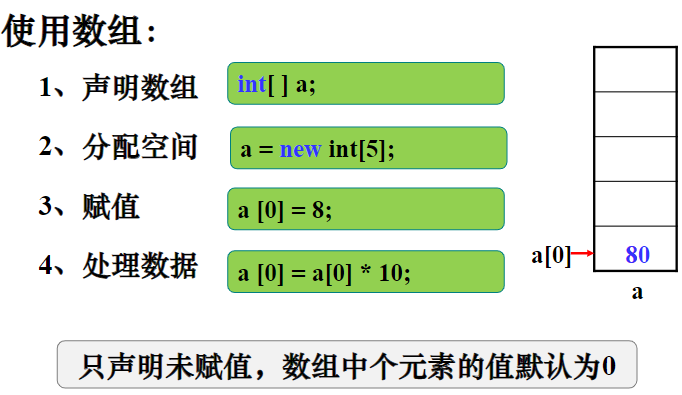 使用数组：
1、声明数组 int[ ] a;
2、分配空间 a = new int[5];
3、赋值 a [0] = 8;
4、处理数据 a [0] = a[0] * 10;
a[0] 80
a
只声明未赋值，数组中个元素的值默认为0